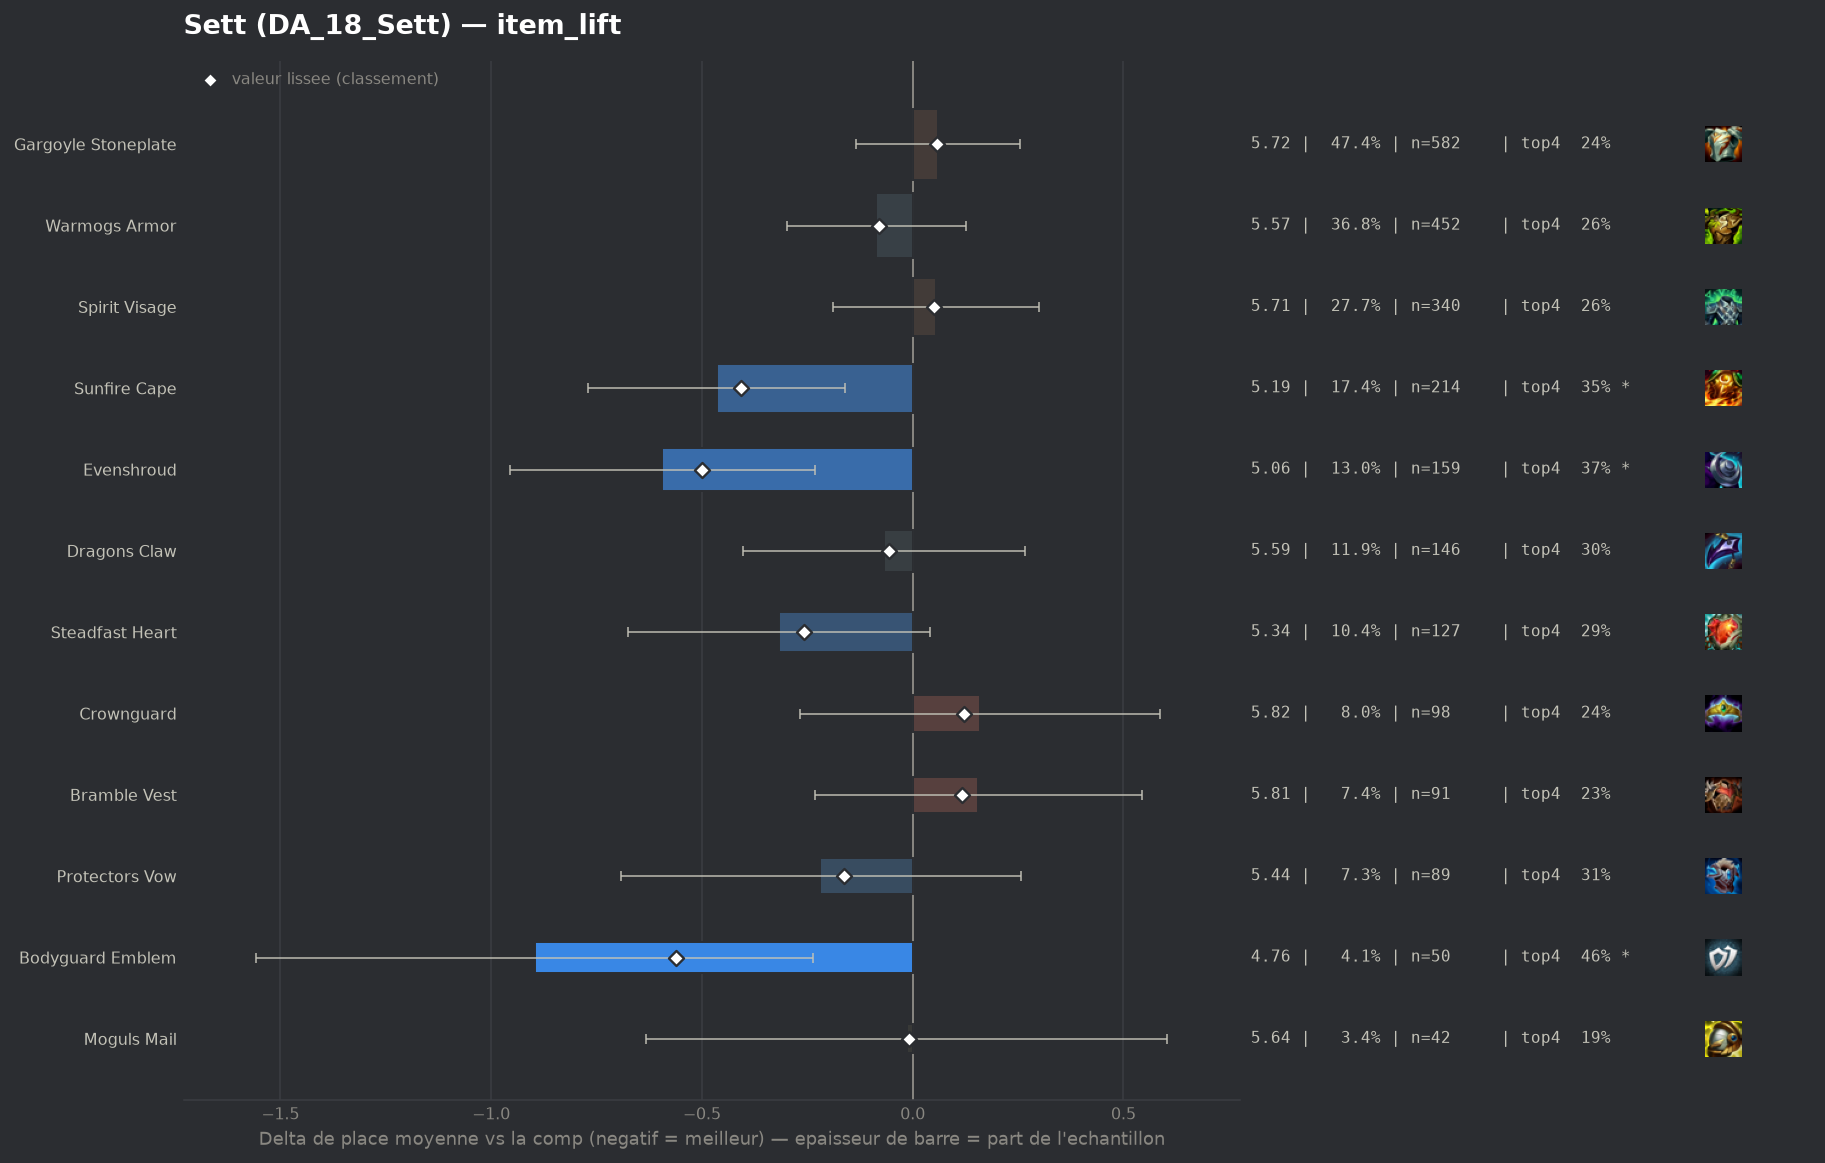 Sett (DA_18_Sett) — item_lift
valeur lissee (classement)
Gargoyle Stoneplate 5.72 | 47.4% | n=582 | top4 24%
Warmogs Armor 5.57 | 36.8% | n=452 | top4 26%
Spirit Visage 5.71 | 27.7% | n=340 | top4 26%
Sunfire Cape 5.19 | 17.4% | n=214 | top4 35% *
Evenshroud 5.06 | 13.0% | n=159 | top4 37% *
Dragons Claw 5.59 | 11.9% | n=146 | top4 30%
Steadfast Heart 5.34 | 10.4% | n=127 | top4 29%
Crownguard 5.82 | 8.0% | n=98 | top4 24%
Bramble Vest 5.81 | 7.4% | n=91 | top4 23%
Protectors Vow 5.44 | 7.3% | n=89 | top4 31%
Bodyguard Emblem 4.76 | 4.1% | n=50 | top4 46% *
Moguls Mail 5.64 | 3.4% | n=42 | top4 19%
−1.5 −1.0 −0.5 0.0 0.5
Delta de place moyenne vs la comp (negatif = meilleur) — epaisseur de barre = part de l'echantillon